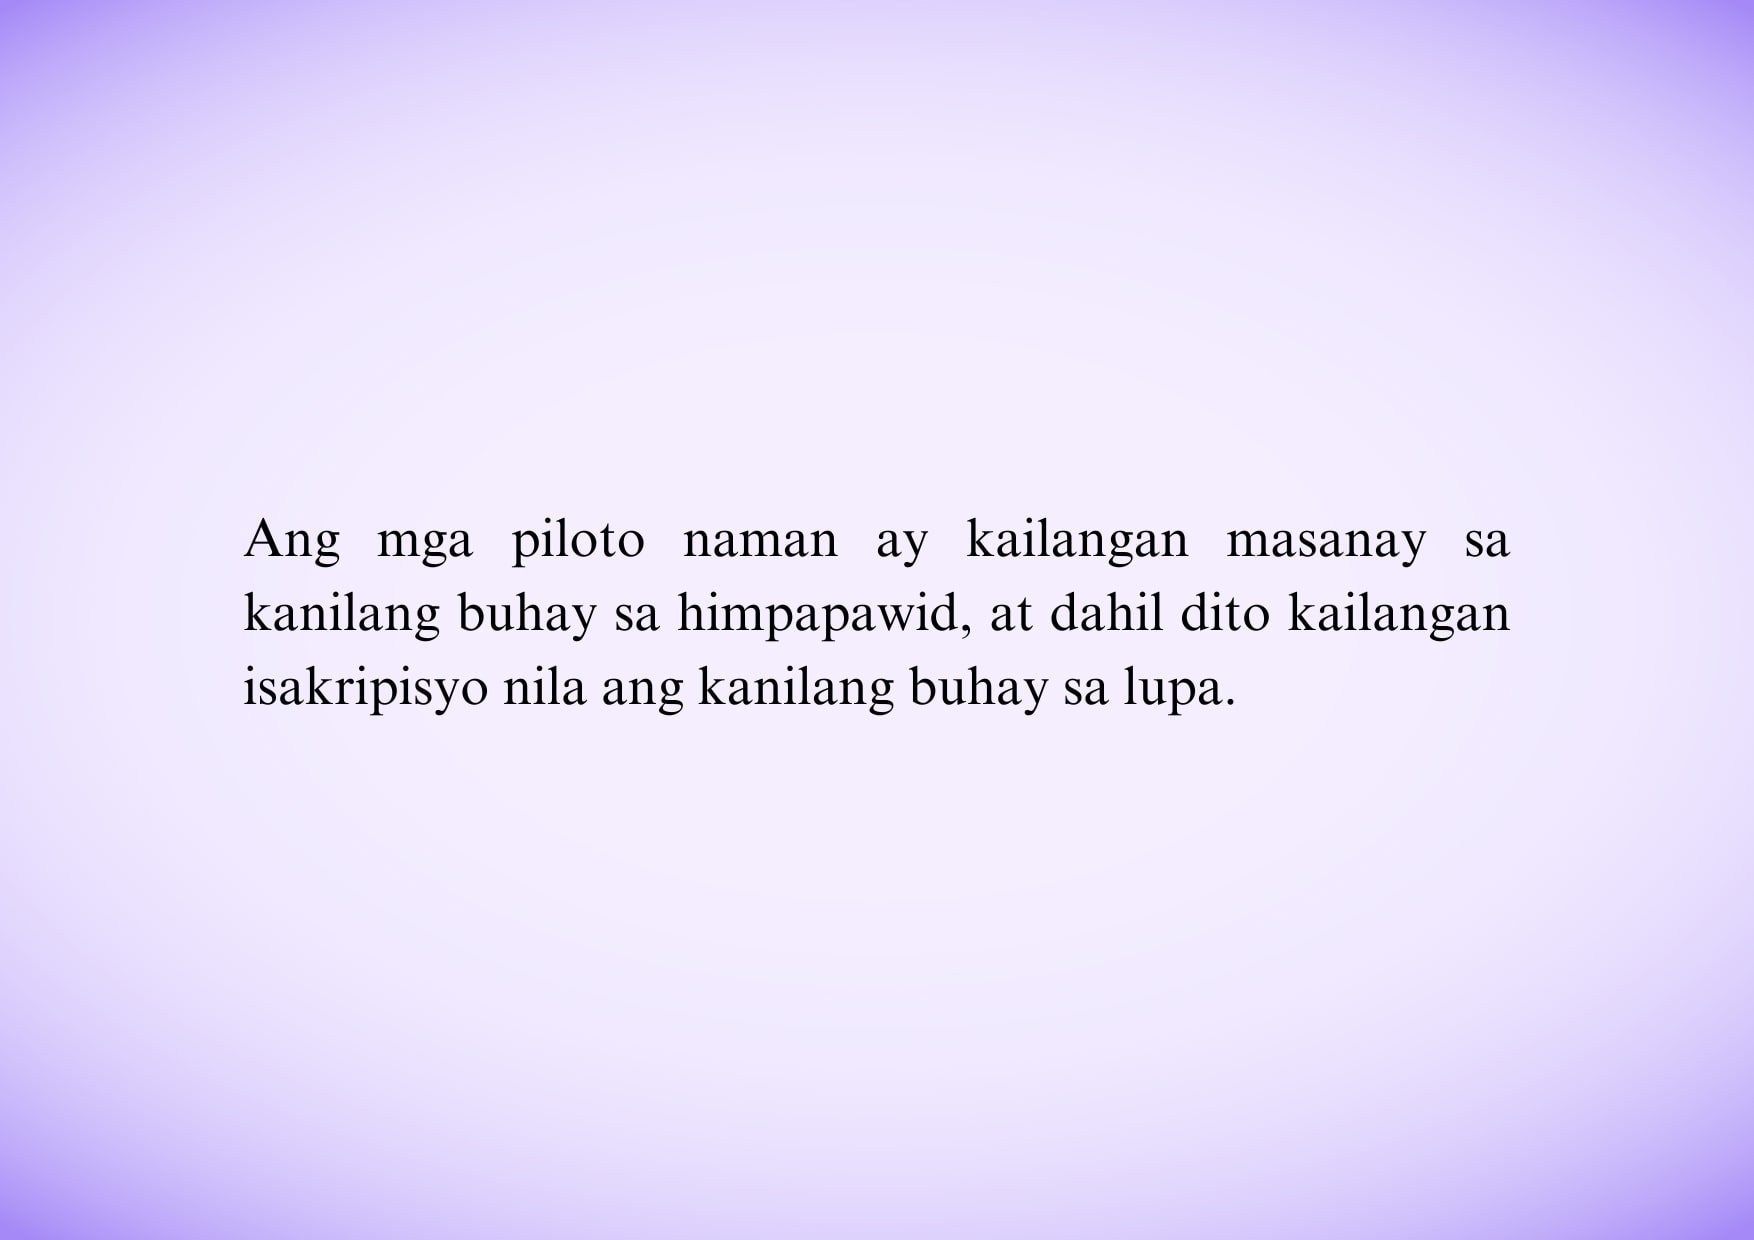 Ang mga piloto naman ay kailangan masanay sa
kanilang buhay sa himpapawid, at dahil dito kailangan
isakripisyo nila ang kanilang buhay sa lupa.